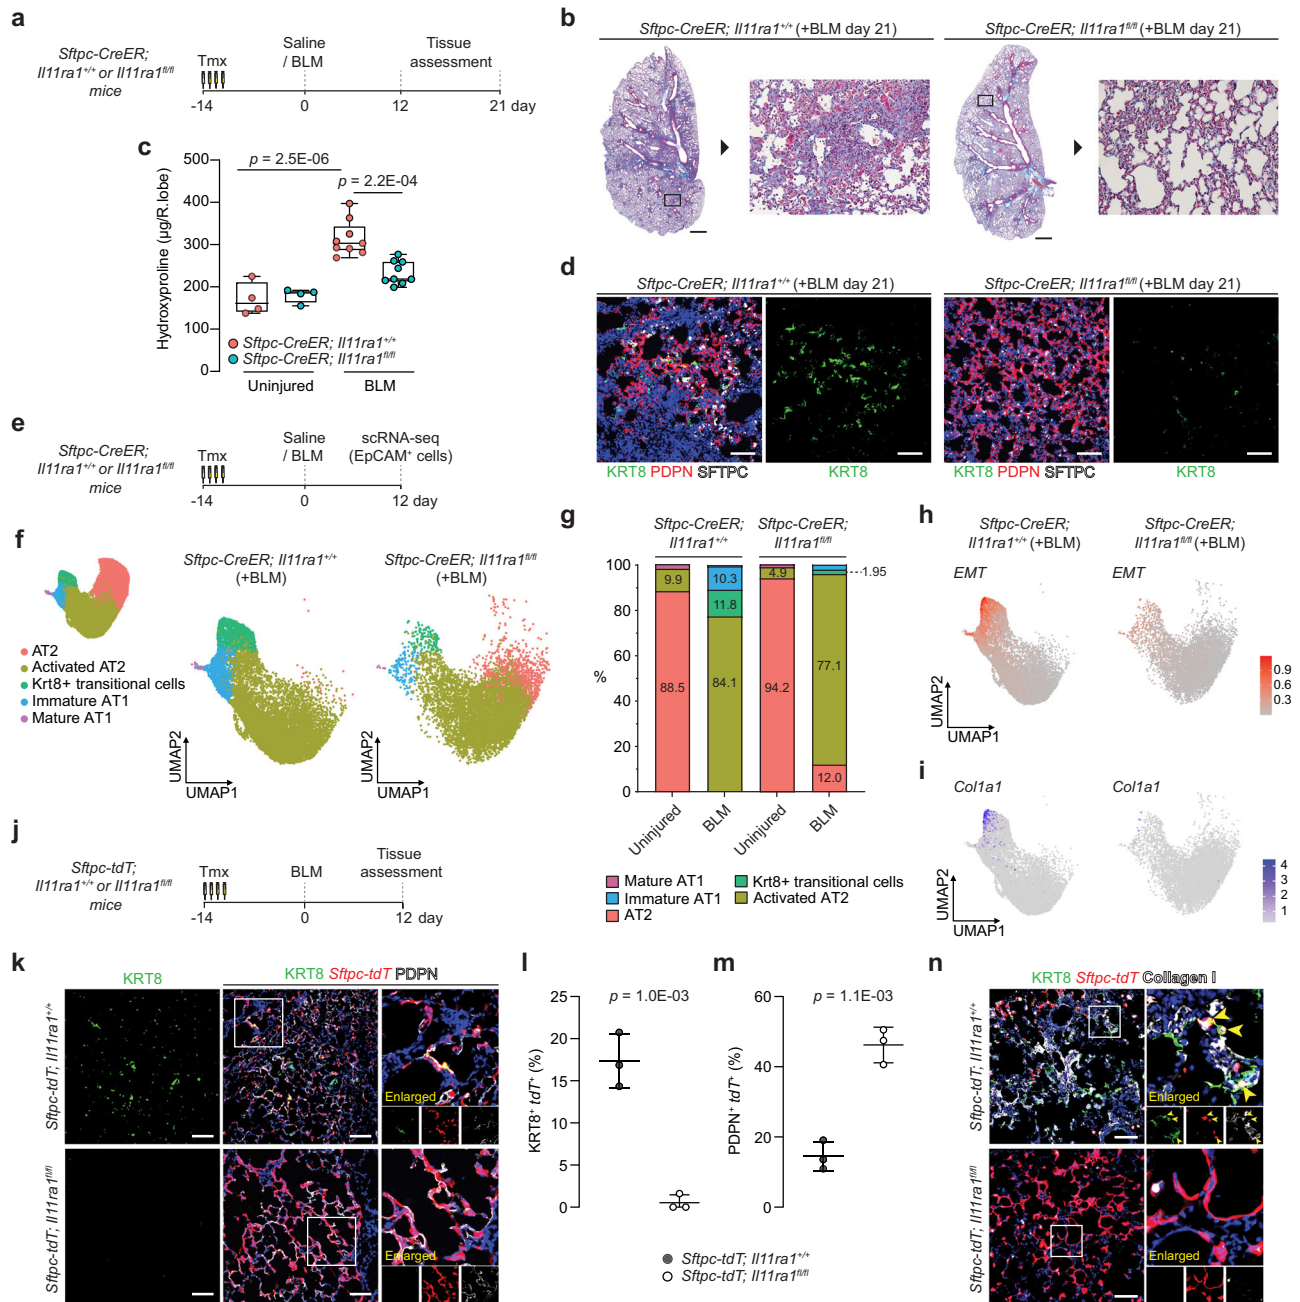 a
Sftpc-CreER;
Il11ra1+/+ or Il11ra1fl/fl
mice
Tmx
Saline
/ BLM
Tissue
assessment
-14
0
12
21 day
b
Sftpc-CreER; Il11ra1+/+ (+BLM day 21)
Sftpc-CreER; Il11ra1fl/fl (+BLM day 21)
c
Hydroxyproline (µg/R.lobe)
500
400
300
200
100
0
p = 2.5E-06
p = 2.2E-04
Sftpc-CreER; Il11ra1+/+
Sftpc-CreER; Il11ra1fl/fl
Uninjured
BLM
d
Sftpc-CreER; Il11ra1+/+ (+BLM day 21)
Sftpc-CreER; Il11ra1fl/fl (+BLM day 21)
KRT8 PDPN SFTPC
KRT8
KRT8 PDPN SFTPC
KRT8
e
Sftpc-CreER;
Il11ra1+/+ or Il11ra1fl/fl
mice
Tmx
Saline
/ BLM
scRNA-seq
(EpCAM+ cells)
-14
0
12 day
f
Sftpc-CreER; Il11ra1+/+
(+BLM)
Sftpc-CreER; Il11ra1fl/fl
(+BLM)
AT2
Activated AT2
Krt8+ transitional cells
Immature AT1
Mature AT1
UMAP2
UMAP1
UMAP2
UMAP1
g
Sftpc-CreER;
Il11ra1+/+
Sftpc-CreER;
Il11ra1fl/fl
%
100
80
60
40
20
0
9.9
88.5
10.3
11.8
84.1
4.9
94.2
1.95
77.1
12.0
Uninjured
BLM
Uninjured
BLM
Mature AT1
Immature AT1
AT2
Krt8+ transitional cells
Activated AT2
h
Sftpc-CreER;
Il11ra1+/+ (+BLM)
Sftpc-CreER;
Il11ra1fl/fl (+BLM)
EMT
EMT
0.9
0.6
0.3
UMAP2
UMAP1
i
Col1a1
Col1a1
4
3
2
1
UMAP2
UMAP1
j
Sftpc-tdT;
Il11ra1+/+ or Il11ra1fl/fl
mice
Tmx
BLM
Tissue
assessment
-14
0
12 day
k
KRT8
KRT8 Sftpc-tdT PDPN
Sftpc-tdT; Il11ra1+/+
Enlarged
Sftpc-tdT; Il11ra1fl/fl
Enlarged
l
p = 1.0E-03
KRT8+ tdT+ (%)
25
20
15
10
5
0
m
p = 1.1E-03
PDPN+ tdT+ (%)
60
40
20
0
Sftpc-tdT; Il11ra1+/+
Sftpc-tdT; Il11ra1fl/fl
n
KRT8 Sftpc-tdT Collagen I
Sftpc-tdT; Il11ra1+/+
Enlarged
Sftpc-tdT; Il11ra1fl/fl
Enlarged